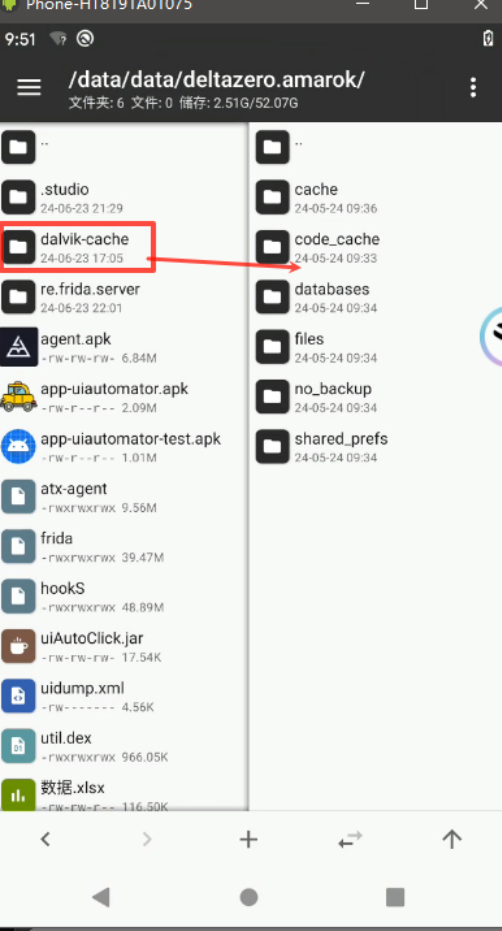 Phone-HT8191A01075
9:51
/data/data/deltazero.amarok/
文件夹: 6 文件: 0 储存: 2.51G/52.07G
..
.studio
24-06-23 21:29
dalvik-cache
24-06-23 17:05
re.frida.server
24-06-23 22:01
agent.apk
-rw-rw-rw- 6.84M
app-uiautomator.apk
-rw-r--r-- 2.09M
app-uiautomator-test.apk
-rw-r--r-- 1.01M
atx-agent
-rwxrwxrwx 9.56M
frida
-rwxrwxrwx 39.47M
hookS
-rwxrwxrwx 48.89M
uiAutoClick.jar
-rw-rw-rw- 17.54K
uidump.xml
-rw------- 4.56K
util.dex
-rwxrwxrwx 966.05K
数据.xlsx
-rw-rw-r-- 116.50K
..
cache
24-05-24 09:36
code_cache
24-05-24 09:33
databases
24-05-24 09:34
files
24-05-24 09:34
no_backup
24-05-24 09:34
shared_prefs
24-05-24 09:34